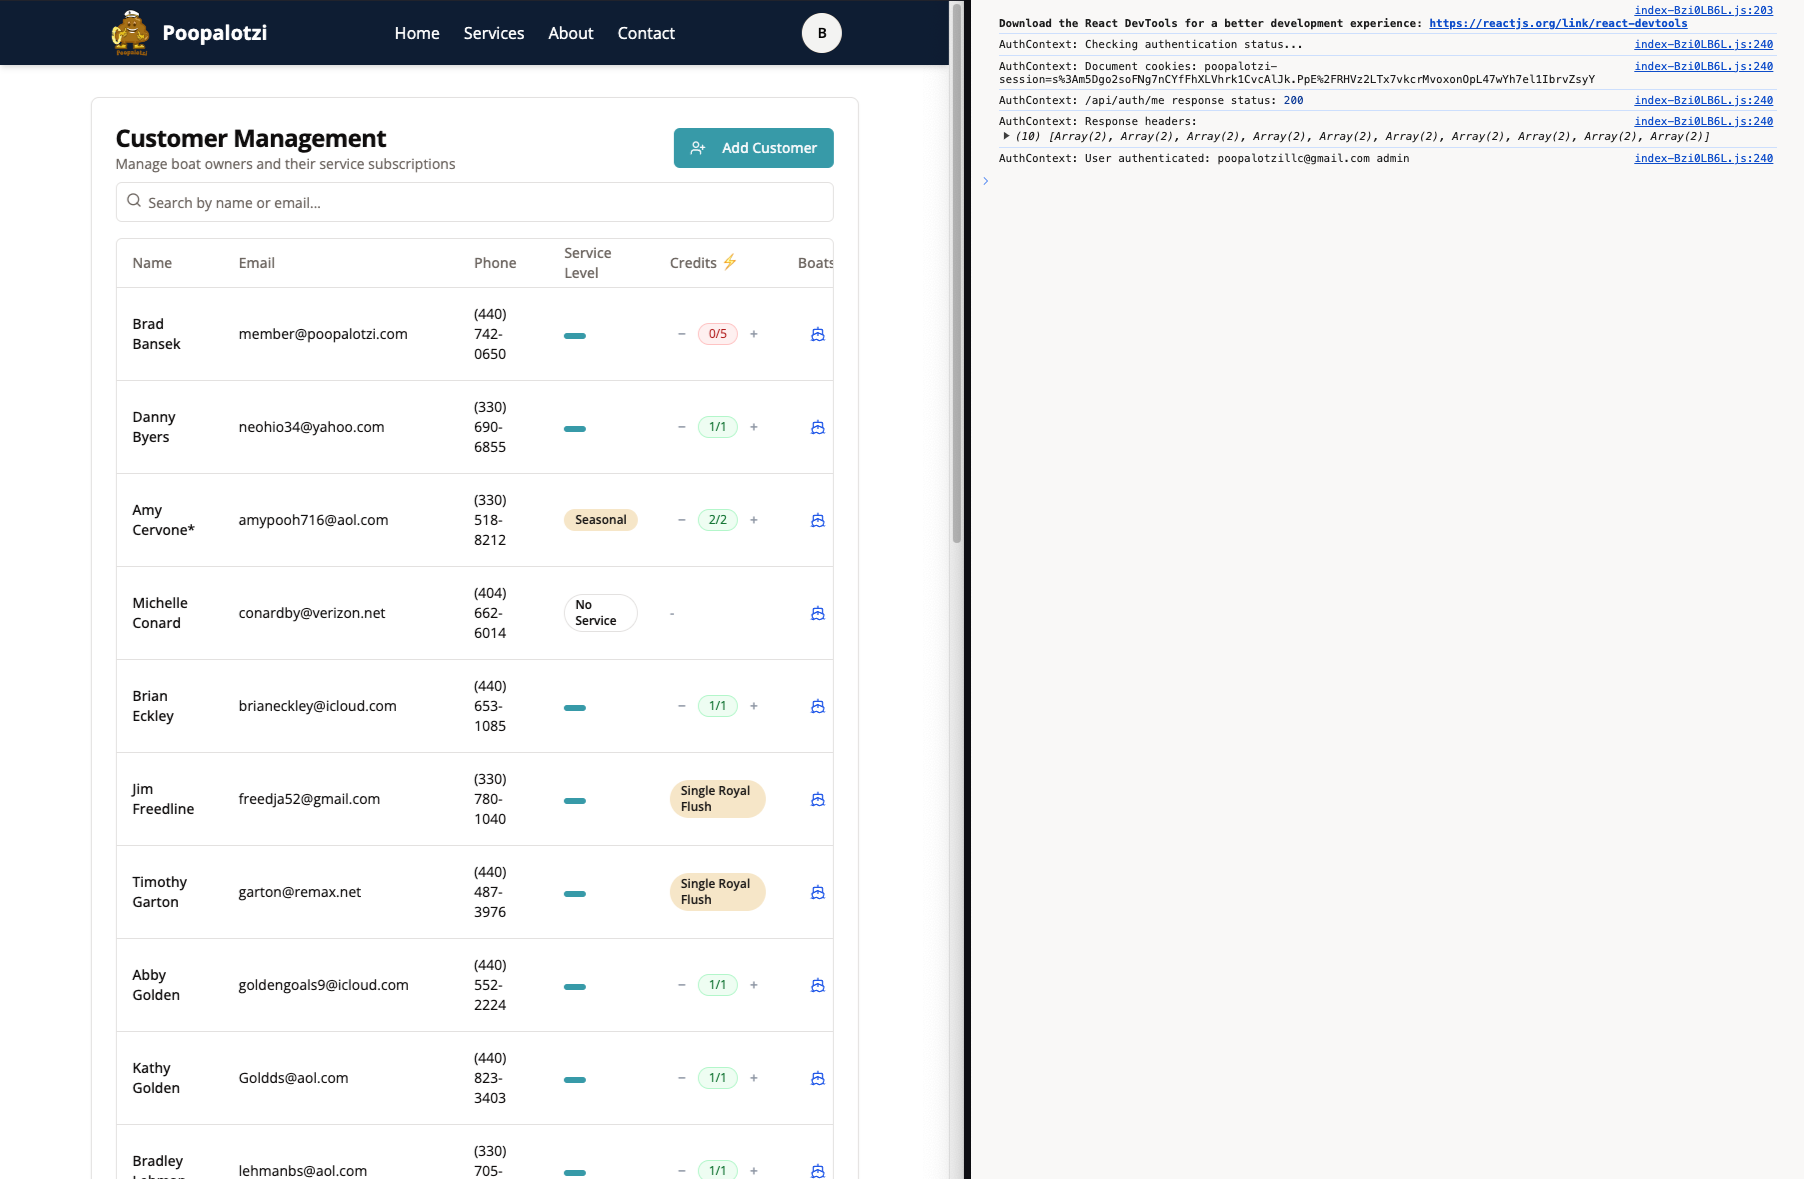 Poopalotzi
Poopalotzi
Home
Services
About
Contact
B
Customer Management
Manage boat owners and their service subscriptions
Add Customer
Search by name or email...
Name
Email
Phone
Service
Level
Credits ⚡
Boats
Brad
Bansek
member@poopalotzi.com
(440)
742-
0650
− 0/5 +
Danny
Byers
neohio34@yahoo.com
(330)
690-
6855
− 1/1 +
Amy
Cervone*
amypooh716@aol.com
(330)
518-
8212
Seasonal
− 2/2 +
Michelle
Conard
conardby@verizon.net
(404)
662-
6014
No
Service
-
Brian
Eckley
brianeckley@icloud.com
(440)
653-
1085
− 1/1 +
Jim
Freedline
freedja52@gmail.com
(330)
780-
1040
Single Royal
Flush
Timothy
Garton
garton@remax.net
(440)
487-
3976
Single Royal
Flush
Abby
Golden
goldengoals9@icloud.com
(440)
552-
2224
− 1/1 +
Kathy
Golden
Goldds@aol.com
(440)
823-
3403
− 1/1 +
Bradley
lehmanbs@aol.com
(330)
705-
− 1/1 +
index-Bzi0LB6L.js:203
Download the React DevTools for a better development experience: https://reactjs.org/link/react-devtools
AuthContext: Checking authentication status... index-Bzi0LB6L.js:240
AuthContext: Document cookies: poopalotzi- index-Bzi0LB6L.js:240
session=s%3Am5Dgo2soFNg7nCYfFhXLVhrk1CvcAlJk.PpE%2FRHVz2LTx7vkcrMvoxonOpL47wYh7el1IbrvZsyY
AuthContext: /api/auth/me response status: 200 index-Bzi0LB6L.js:240
AuthContext: Response headers: index-Bzi0LB6L.js:240
(10) [Array(2), Array(2), Array(2), Array(2), Array(2), Array(2), Array(2), Array(2), Array(2), Array(2)]
AuthContext: User authenticated: poopalotzillc@gmail.com admin index-Bzi0LB6L.js:240